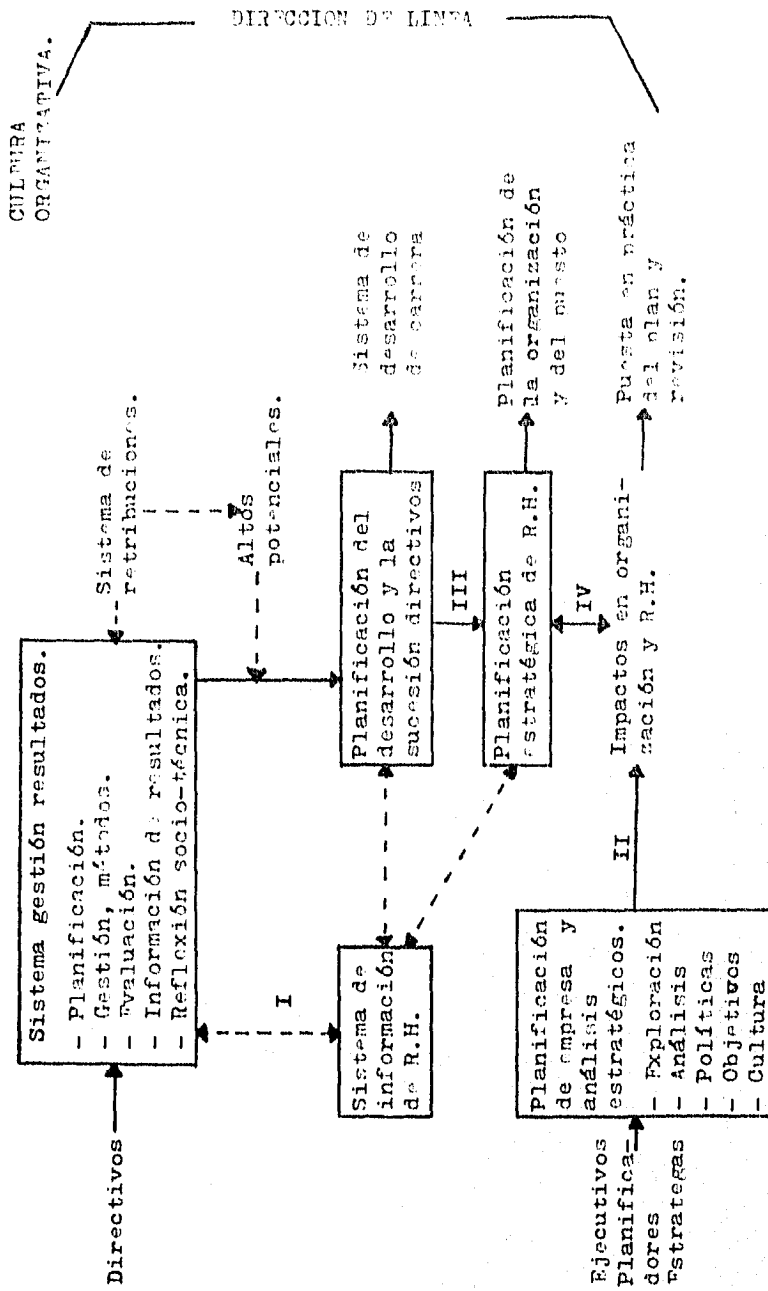 CULTURA
ORGANIZATIVA.
DIRECCION DE LINEA
Directivos
Sistema gestión resultados.
- Planificación.
- Gestión, métodos.
- Evaluación.
- Información de resultados.
- Reflexión socio-técnica.
Sistema de
retribuciones.
Altos
potenciales.
I
Sistema de
información
de R.H.
Planificación del
desarrollo y la
sucesión directivos
Sistema de
desarrollo
de carrera
III
Planificación
estratégica de R.H.
Planificación de
la organización
y del puesto
IV
Ejecutivos
Planifica-
dores
Estrategas
Planificación
de empresa y
análisis
estratégicos.
- Exploración
- Análisis
- Políticas
- Objetivos
- Cultura
II
Impactos en organi-
zación y R.H.
Puesta en práctica
del plan y
revisión.